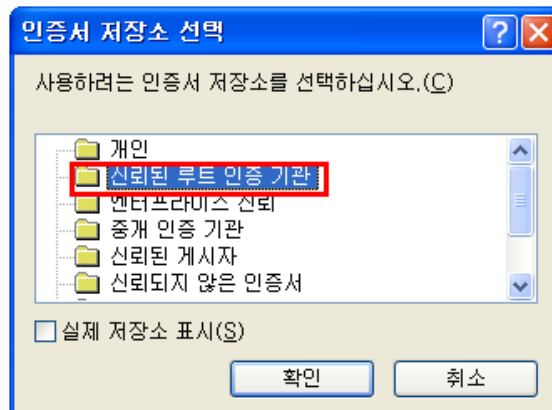 인증서 저장소 선택
사용하려는 인증서 저장소를 선택하십시오.(C)
개인
신뢰된 루트 인증 기관
엔터프라이즈 신뢰
중개 인증 기관
신뢰된 게시자
신뢰되지 않은 인증서
실제 저장소 표시(S)
확인 취소